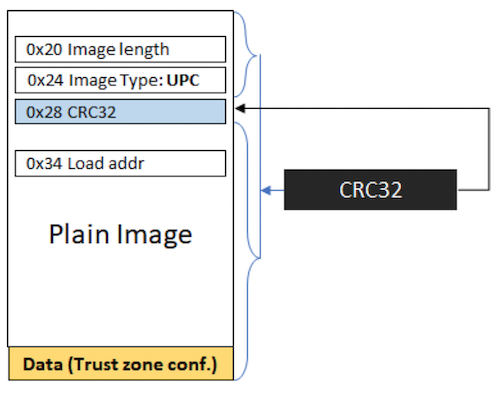 0x20 Image length
0x24 Image Type: UPC
0x28 CRC32
0x34 Load addr
CRC32
Plain Image
Data (Trust zone conf.)